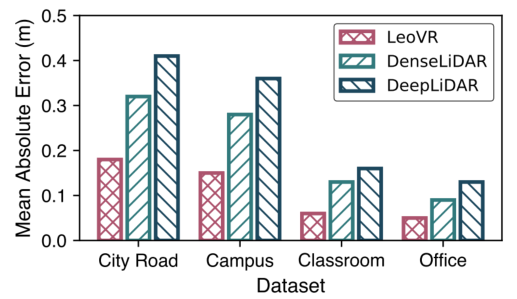 Mean Absolute Error (m)
0.5
0.4
0.3
0.2
0.1
0.0
LeoVR
DenseLiDAR
DeepLiDAR
City Road
Campus
Classroom
Office
Dataset